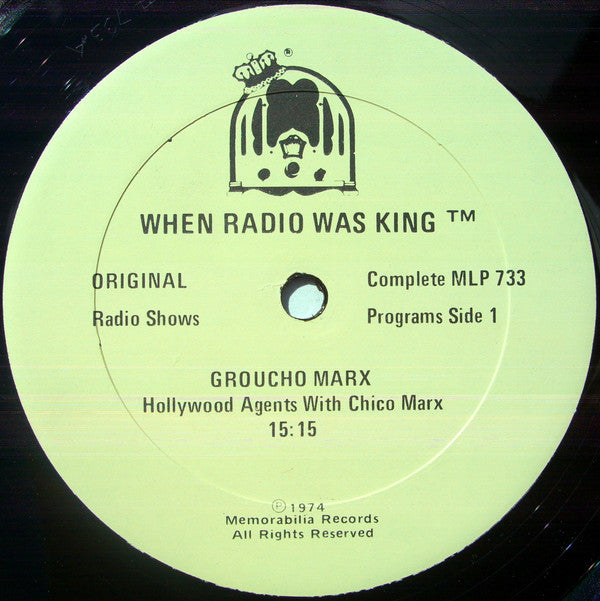 ®
WHEN RADIO WAS KING ™
ORIGINAL Complete MLP 733
Radio Shows Programs Side 1
GROUCHO MARX
Hollywood Agents With Chico Marx
15:15
℗ 1974
Memorabilia Records
All Rights Reserved